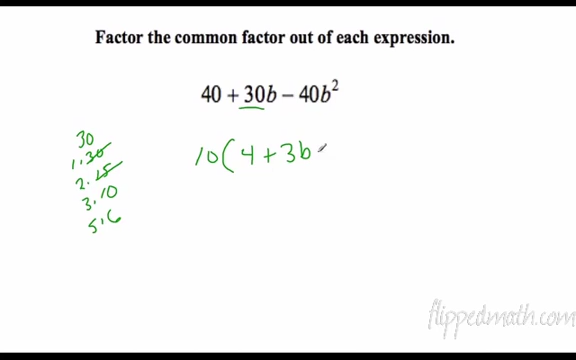 Factor the common factor out of each expression.
40 + 30b − 40b²
10(4 + 3b
30
1.30
2.15
3.10
5.6
flippedmath.com